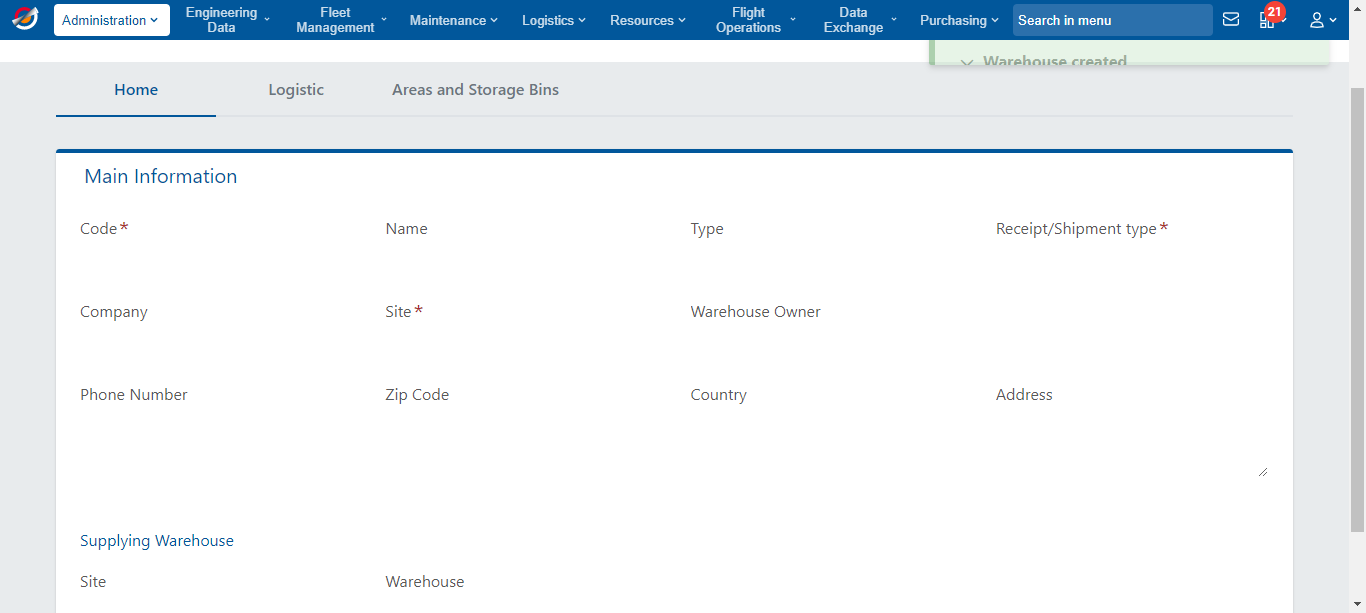 Administration
Engineering Data
Fleet Management
Maintenance
Logistics
Resources
Flight Operations
Data Exchange
Purchasing
Search in menu
21
Warehouse created
Home
Logistic
Areas and Storage Bins
Main Information
Code*
Name
Type
Receipt/Shipment type*
Company
Site*
Warehouse Owner
Phone Number
Zip Code
Country
Address
Supplying Warehouse
Site
Warehouse